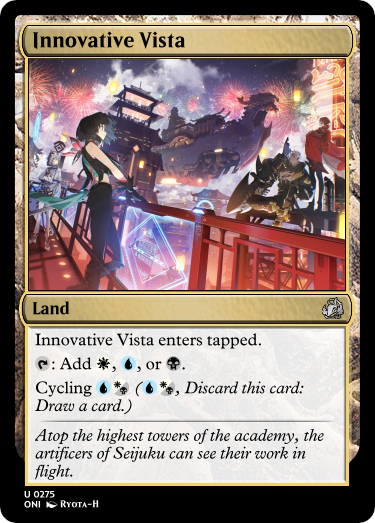 Innovative Vista
Land
Innovative Vista enters tapped.
: Add , , or .
Cycling ( , Discard this card:
Draw a card.)
Atop the highest towers of the academy, the
artificers of Seijuku can see their work in
flight.
U 0275
ONI Ryota-H